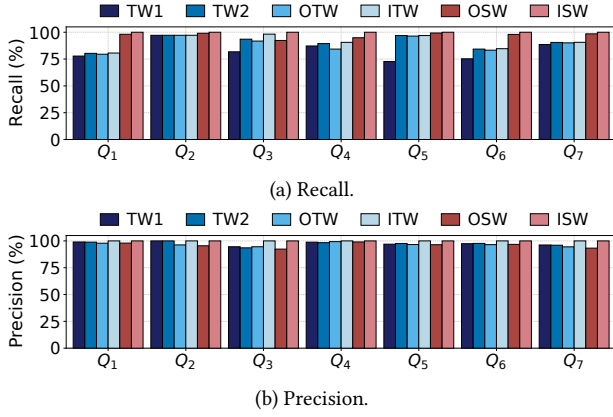 TW1 TW2 OTW ITW OSW ISW
Recall (%)
100
75
50
25
0
Q1 Q2 Q3 Q4 Q5 Q6 Q7
(a) Recall.
TW1 TW2 OTW ITW OSW ISW
Precision (%)
100
75
50
25
0
Q1 Q2 Q3 Q4 Q5 Q6 Q7
(b) Precision.